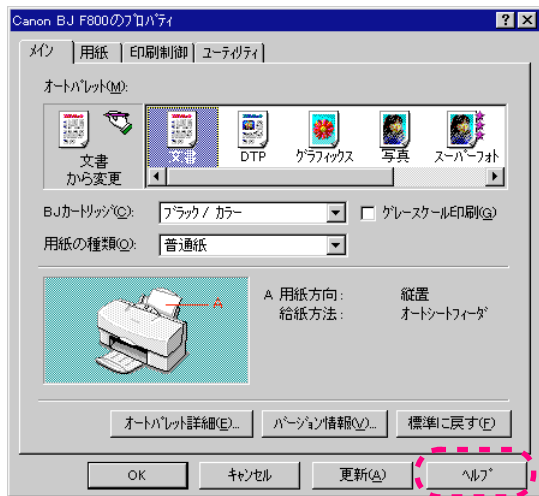 Canon BJ F800のﾌﾟﾛﾊﾟﾃｨ
ﾒｲﾝ 用紙 印刷制御 ﾕｰﾃｨﾘﾃｨ
ｵｰﾄﾊﾟﾚｯﾄ(M):
文書
から変更
文書 DTP ｸﾞﾗﾌｨｯｸｽ 写真 ｽｰﾊﾟｰﾌｫﾄ
BJｶｰﾄﾘｯｼﾞ(C): ﾌﾞﾗｯｸ / ｶﾗｰ ｸﾞﾚｰｽｹｰﾙ印刷(G)
用紙の種類(O): 普通紙
A
A 用紙方向: 縦置
給紙方法: ｵｰﾄｼｰﾄﾌｨｰﾀﾞ
ｵｰﾄﾊﾟﾚｯﾄ詳細(E)... ﾊﾞｰｼﾞｮﾝ情報(V)... 標準に戻す(F)
OK ｷｬﾝｾﾙ 更新(A) ﾍﾙﾌﾟ